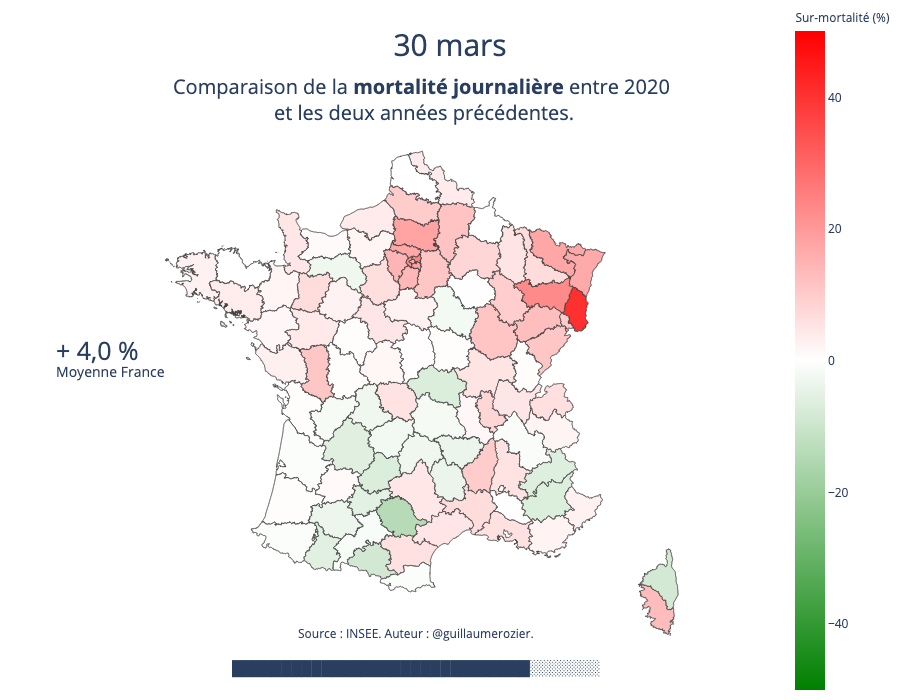 Sur-mortalité (%)
30 mars
Comparaison de la mortalité journalière entre 2020
et les deux années précédentes.
40
20
0
−20
−40
+ 4,0 %
Moyenne France
Source : INSEE. Auteur : @guillaumerozier.